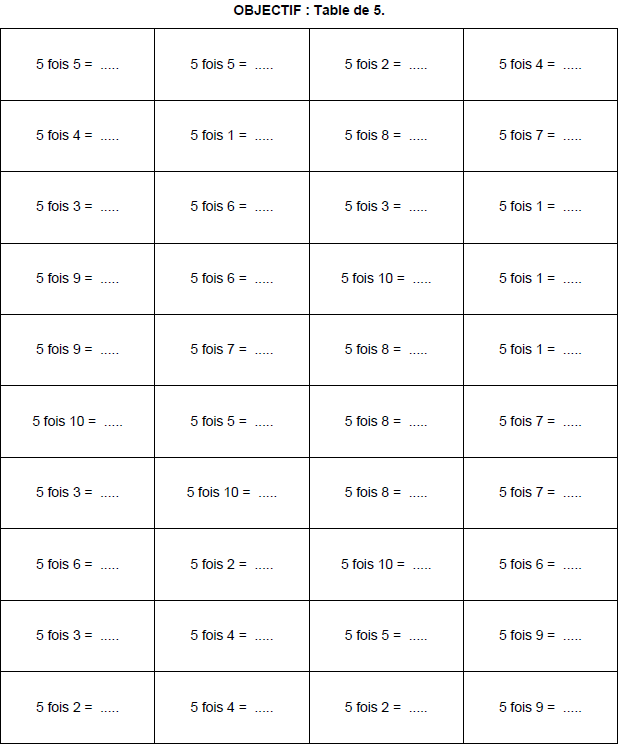 OBJECTIF : Table de 5.
5 fois 5 = ..... 5 fois 5 = ..... 5 fois 2 = ..... 5 fois 4 = .....
5 fois 4 = ..... 5 fois 1 = ..... 5 fois 8 = ..... 5 fois 7 = .....
5 fois 3 = ..... 5 fois 6 = ..... 5 fois 3 = ..... 5 fois 1 = .....
5 fois 9 = ..... 5 fois 6 = ..... 5 fois 10 = ..... 5 fois 1 = .....
5 fois 9 = ..... 5 fois 7 = ..... 5 fois 8 = ..... 5 fois 1 = .....
5 fois 10 = ..... 5 fois 5 = ..... 5 fois 8 = ..... 5 fois 7 = .....
5 fois 3 = ..... 5 fois 10 = ..... 5 fois 8 = ..... 5 fois 7 = .....
5 fois 6 = ..... 5 fois 2 = ..... 5 fois 10 = ..... 5 fois 6 = .....
5 fois 3 = ..... 5 fois 4 = ..... 5 fois 5 = ..... 5 fois 9 = .....
5 fois 2 = ..... 5 fois 4 = ..... 5 fois 2 = ..... 5 fois 9 = .....